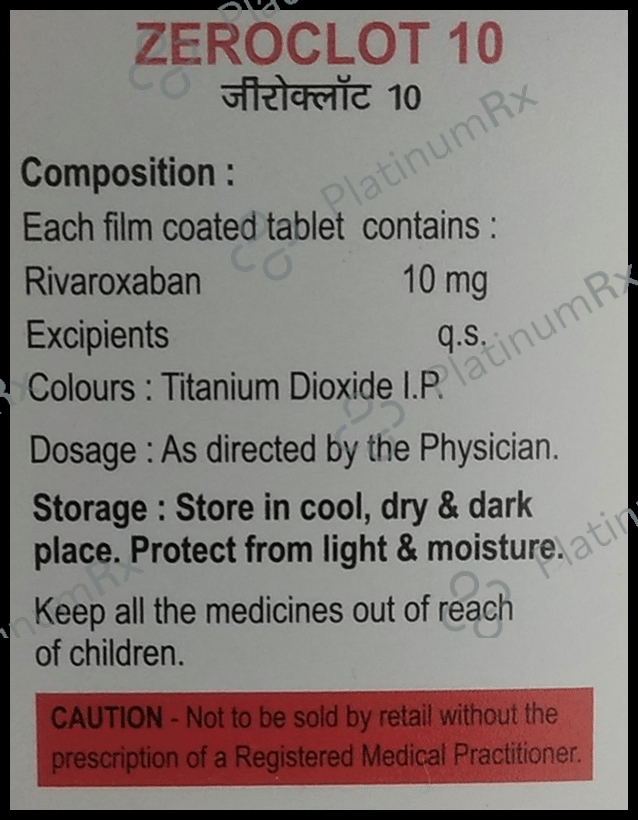 ZEROCLOT 10
जीरोक्लॉट 10
Composition :
Each film coated tablet contains :
Rivaroxaban 10 mg
Excipients q.s.
Colours : Titanium Dioxide I.P.
Dosage : As directed by the Physician.
Storage : Store in cool, dry & dark
place. Protect from light & moisture.
Keep all the medicines out of reach
of children.
CAUTION - Not to be sold by retail without the
prescription of a Registered Medical Practitioner.
PlatinumRx
PlatinumRx